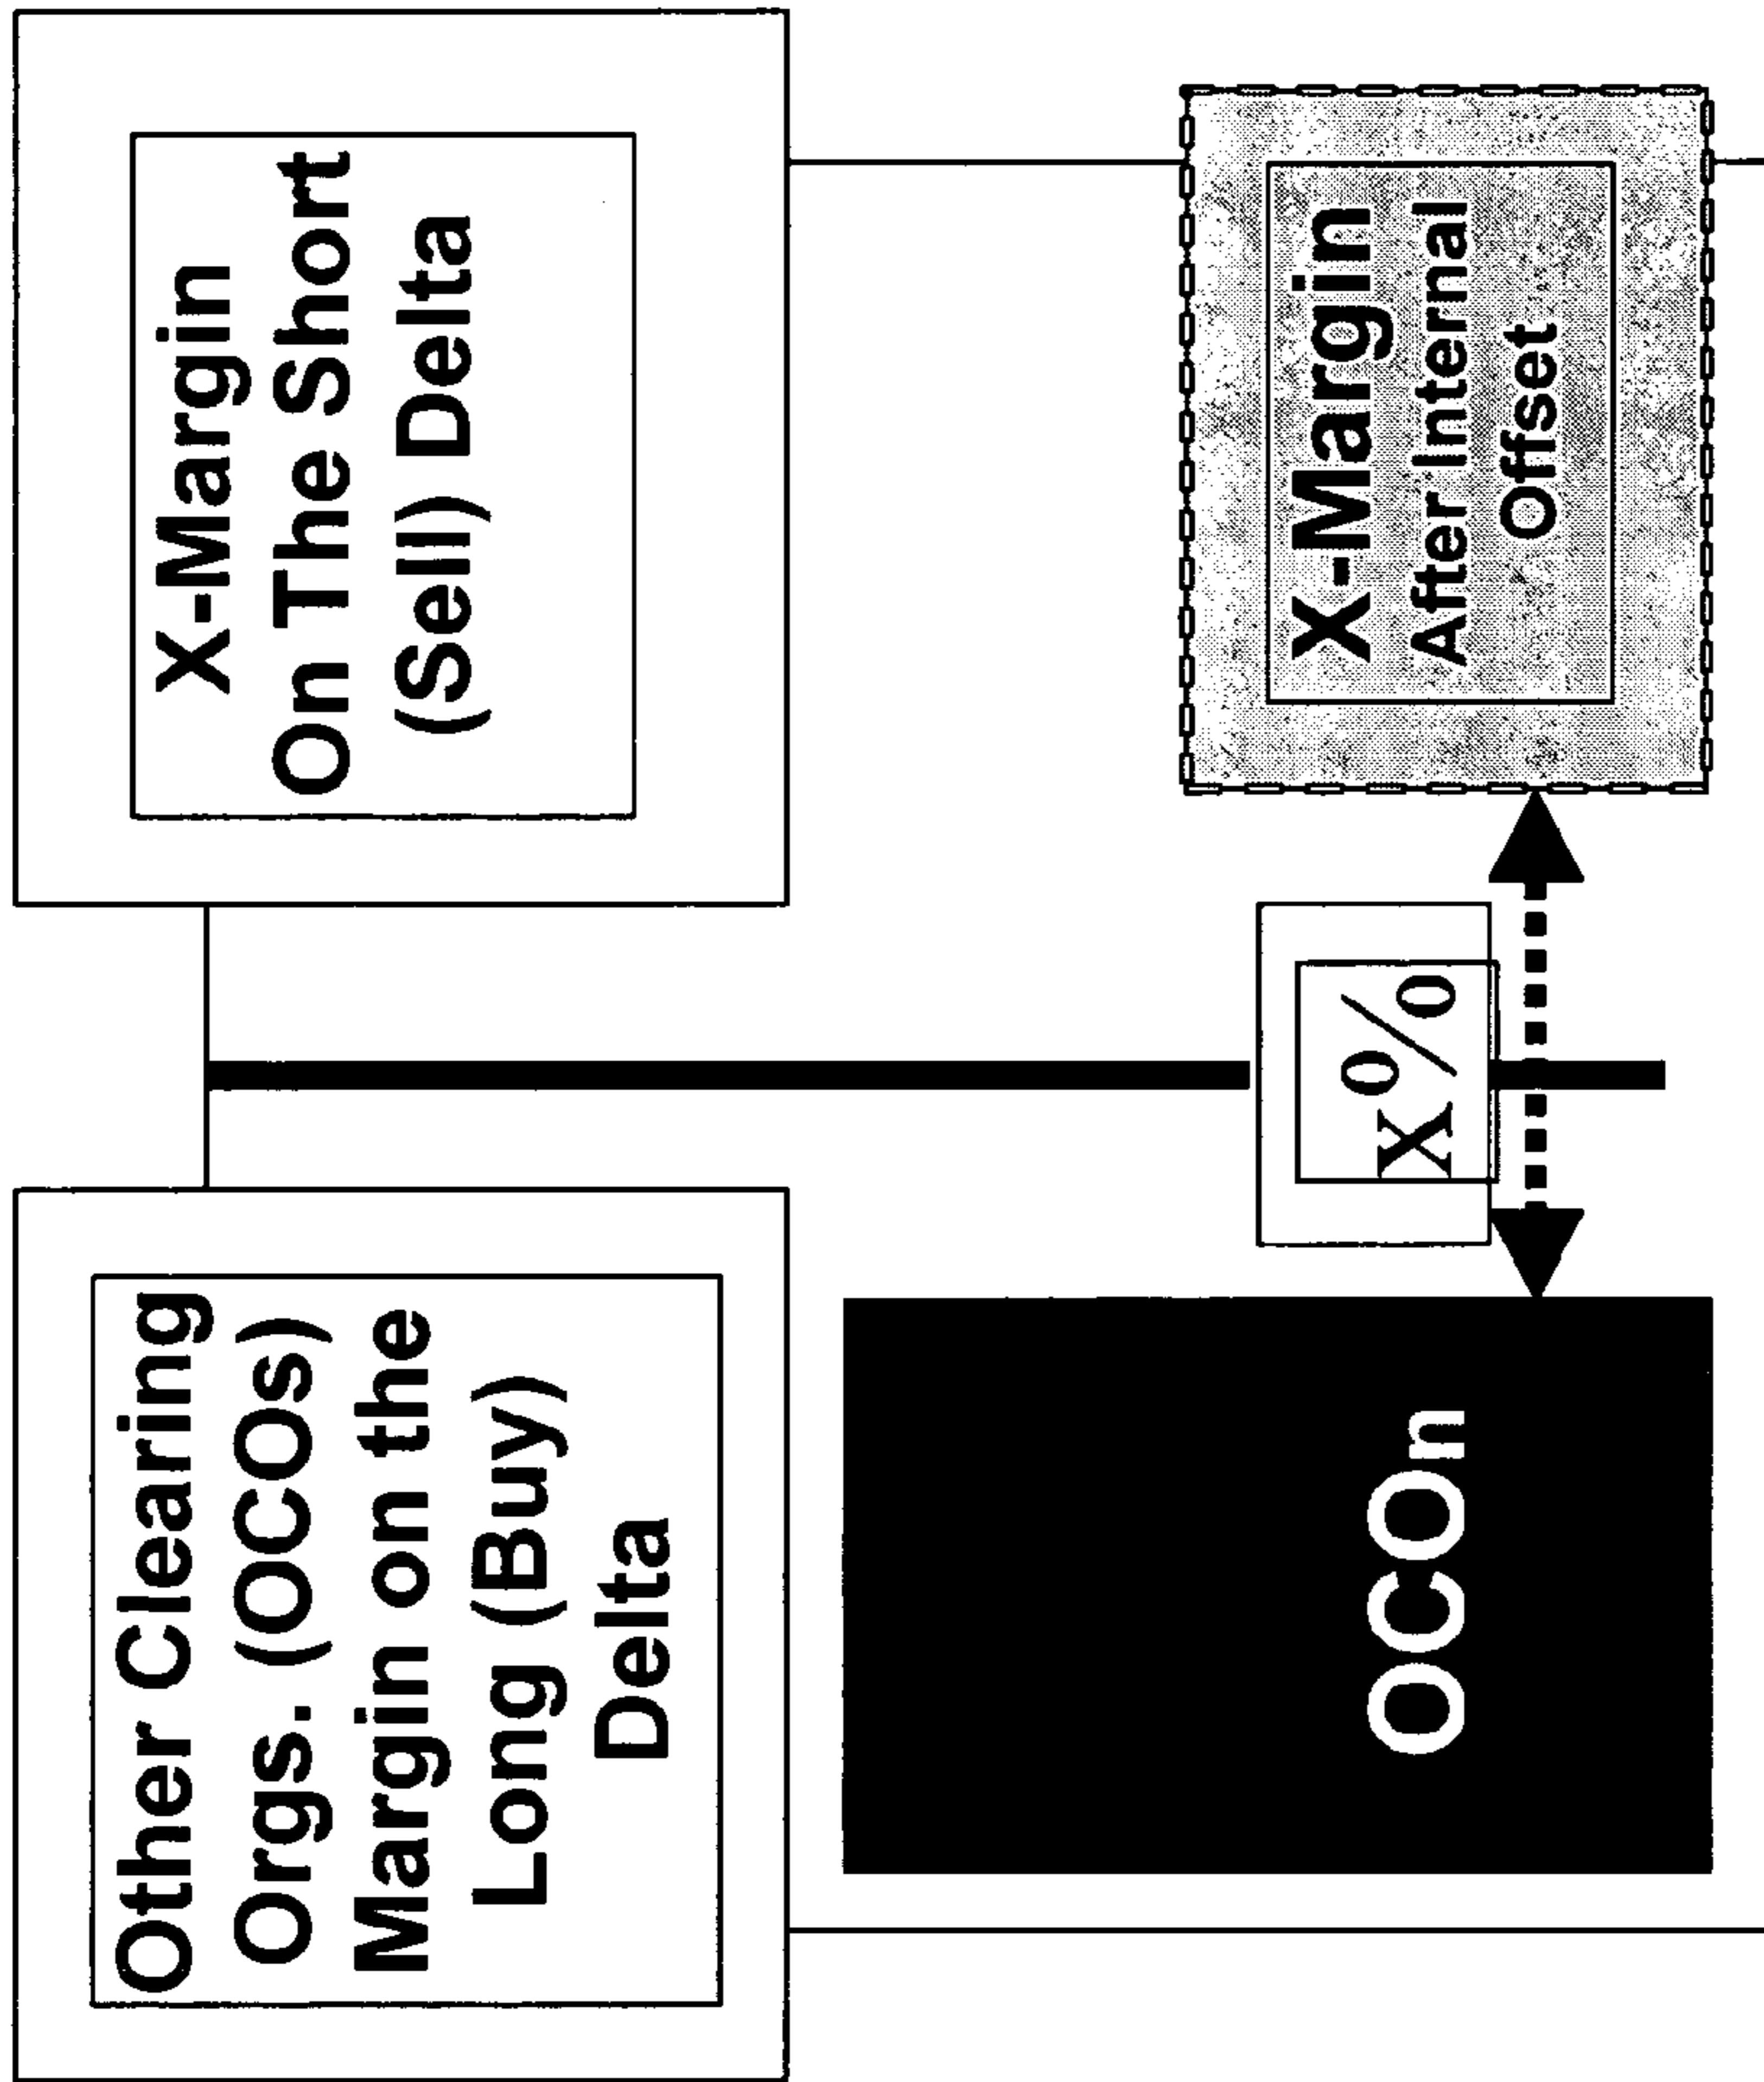 Other Clearing
Orgs. (OCOs)
Margin on the
Long (Buy)
Delta
X-Margin
On The Short
(Sell) Delta
OCOn
X%
X-Margin
After Internal
Offset